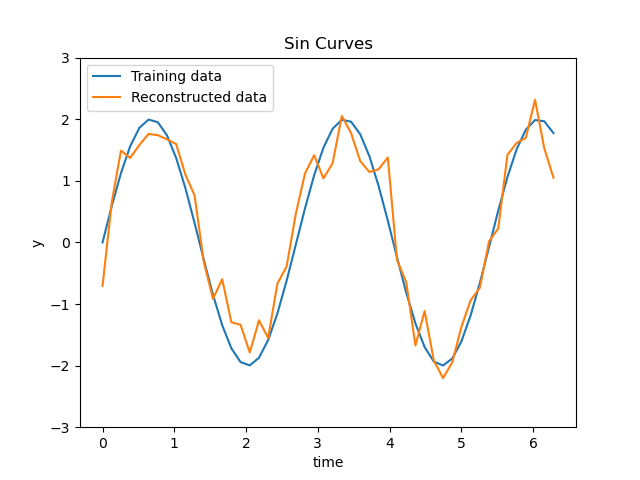 Sin Curves
Training data
Reconstructed data
3
2
1
0
−1
−2
−3
y
0 1 2 3 4 5 6
time